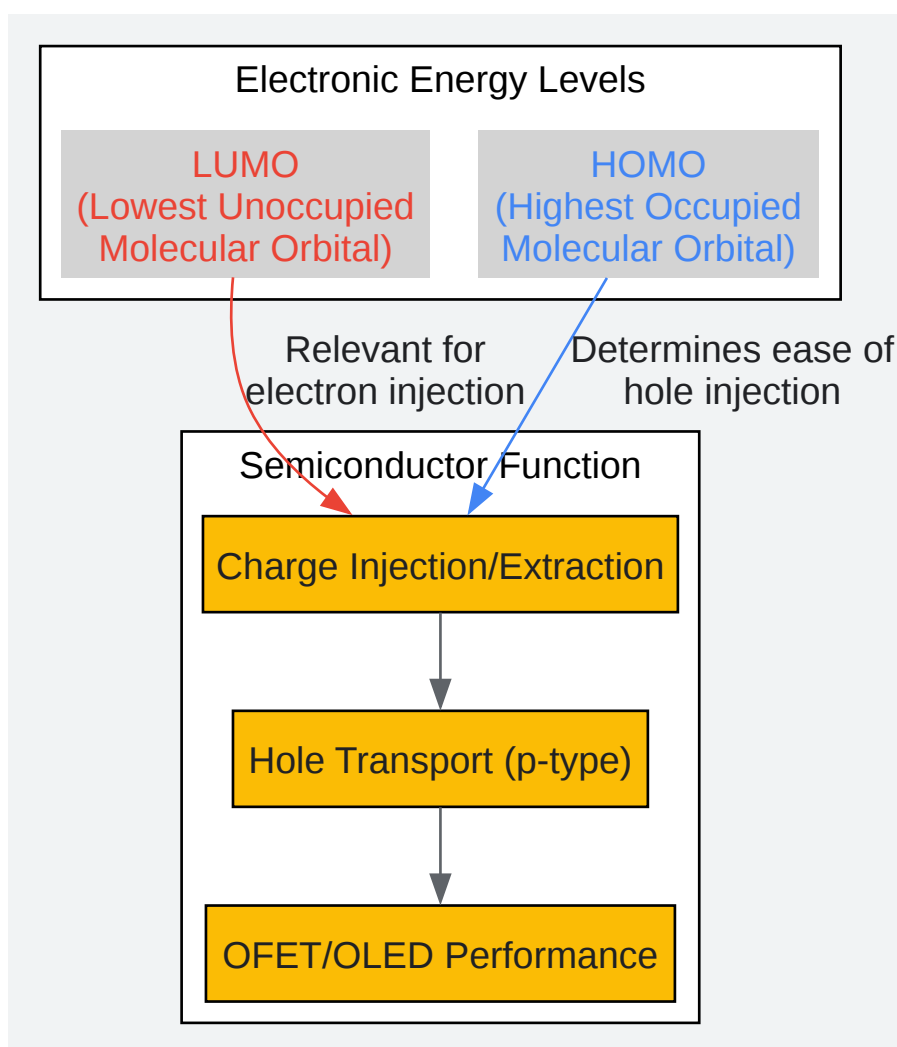 Electronic Energy Levels
LUMO
(Lowest Unoccupied
Molecular Orbital)
HOMO
(Highest Occupied
Molecular Orbital)
Relevant for
electron injection
Determines ease of
hole injection
Semiconductor Function
Charge Injection/Extraction
Hole Transport (p-type)
OFET/OLED Performance